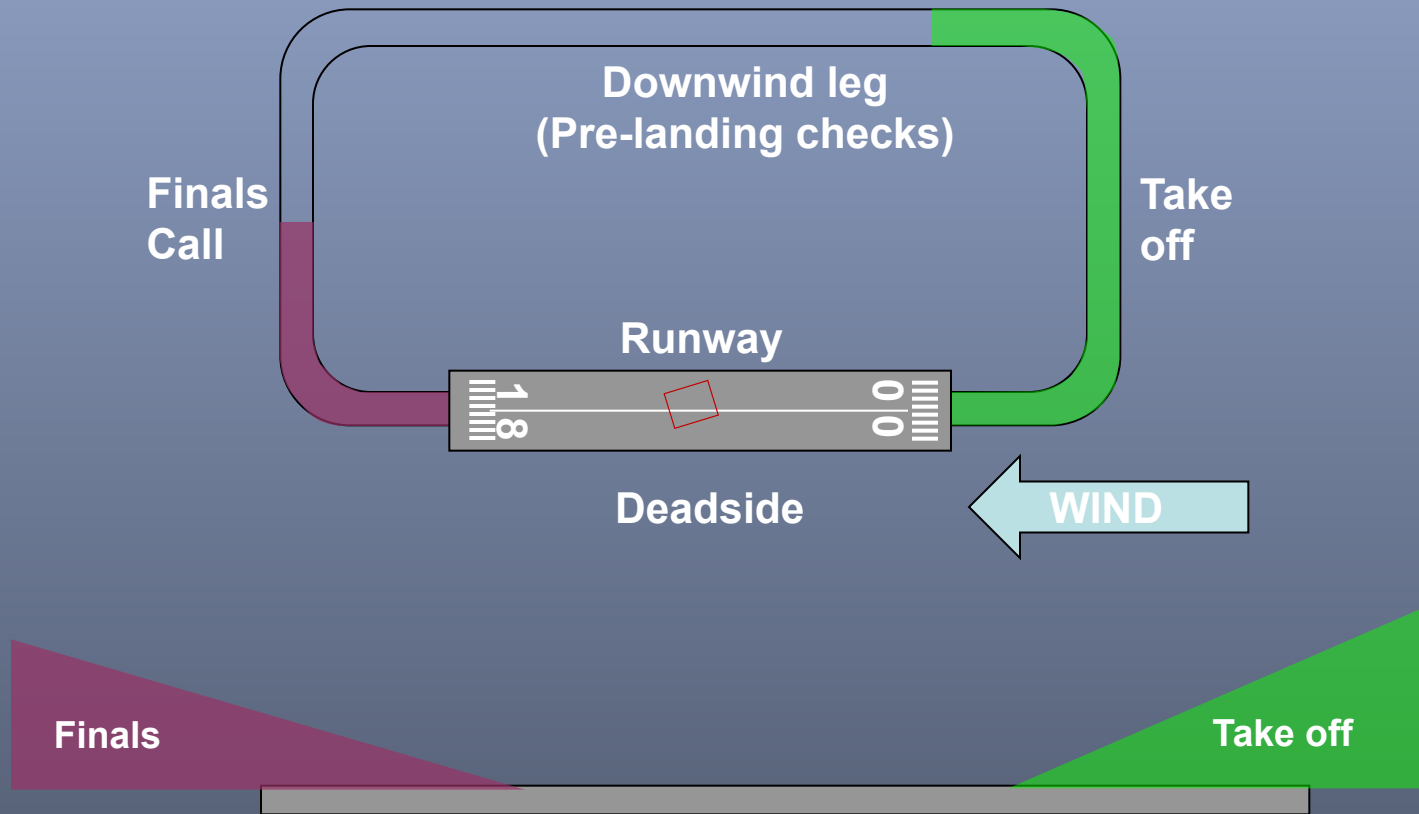 Downwind leg
(Pre-landing checks)
Finals
Call
Take
off
Runway
18
00
Deadside
WIND
Finals
Take off